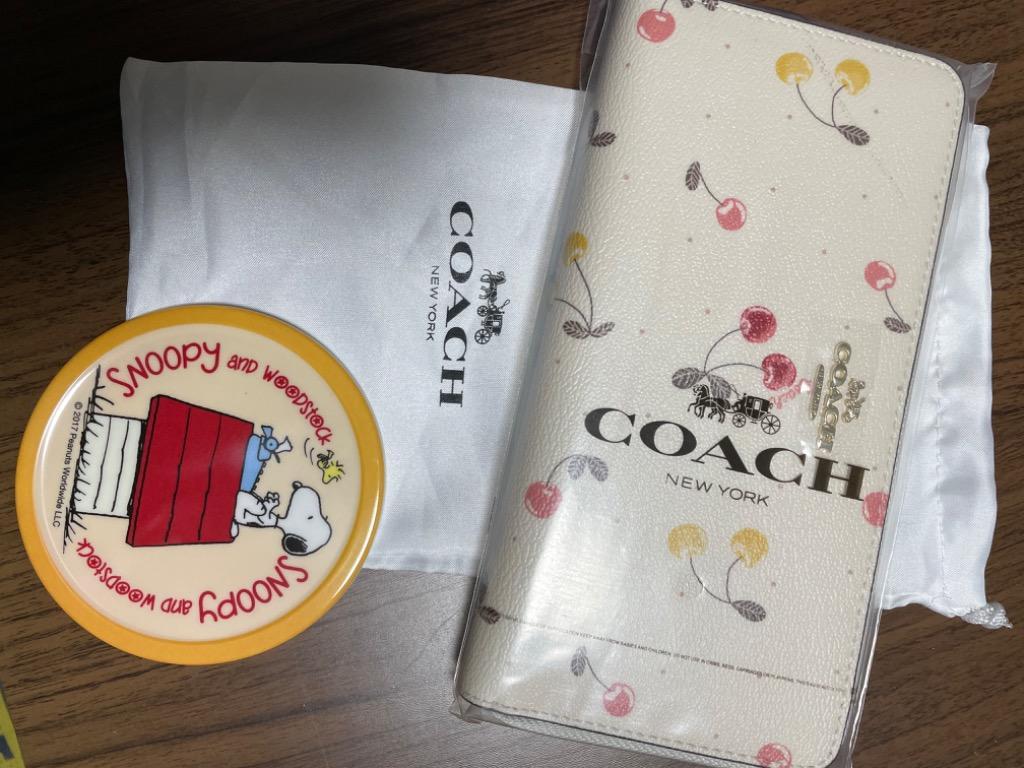 SNOOPY AND WOODSTOCK
© 2017 Peanuts Worldwide LLC
SNOOPY AND WOODSTOCK
COACH
NEW YORK
COACH
COACH
NEW YORK